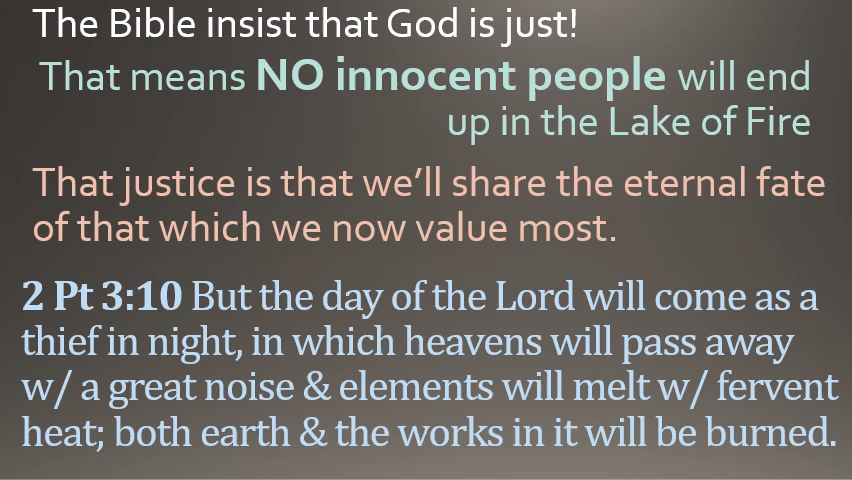 The Bible insist that God is just!
That means NO innocent people will end
up in the Lake of Fire
That justice is that we’ll share the eternal fate
of that which we now value most.
2 Pt 3:10 But the day of the Lord will come as a
thief in night, in which heavens will pass away
w/ a great noise & elements will melt w/ fervent
heat; both earth & the works in it will be burned.